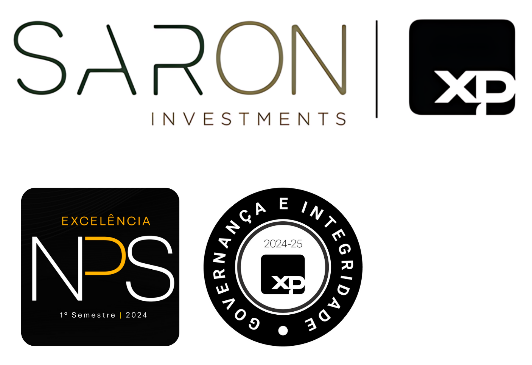 SARON
INVESTMENTS
XP
EXCELÊNCIA
NPS
1º Semestre | 2024
GOVERNANÇA E INTEGRIDADE
2024-25
XP